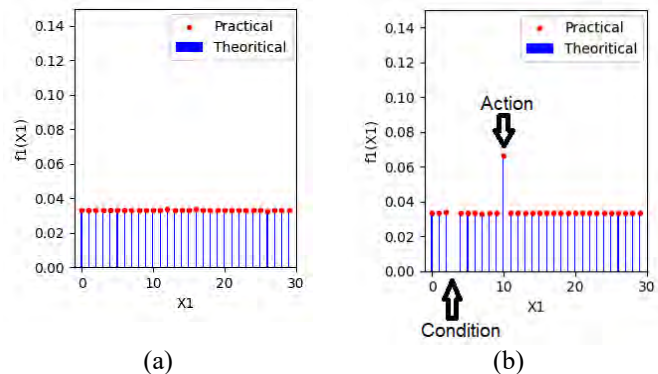 0.14
0.12
0.10
0.08
0.06
0.04
0.02
0.00
f1(X1)
Practical
Theoritical
0
10
20
30
X1
(a)
0.14
0.12
0.10
0.08
0.06
0.04
0.02
0.00
f1(X1)
Practical
Theoritical
Action
0
10
20
30
X1
Condition
(b)